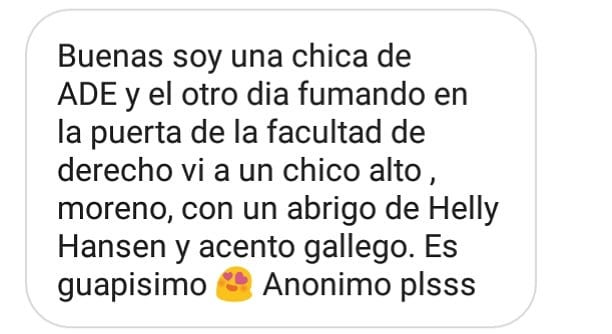 Buenas soy una chica de
ADE y el otro dia fumando en
la puerta de la facultad de
derecho vi a un chico alto ,
moreno, con un abrigo de Helly
Hansen y acento gallego. Es
guapisimo 😍 Anonimo plsss